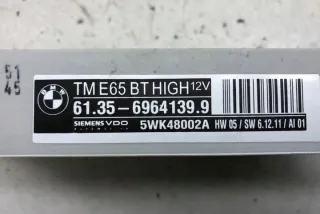 51
45
BMW
TM E65 BT HIGH 12V
61.35-6964139.9
SIEMENS VDO 5WK48002A HW 05 / SW 6.12.11 / AI 01